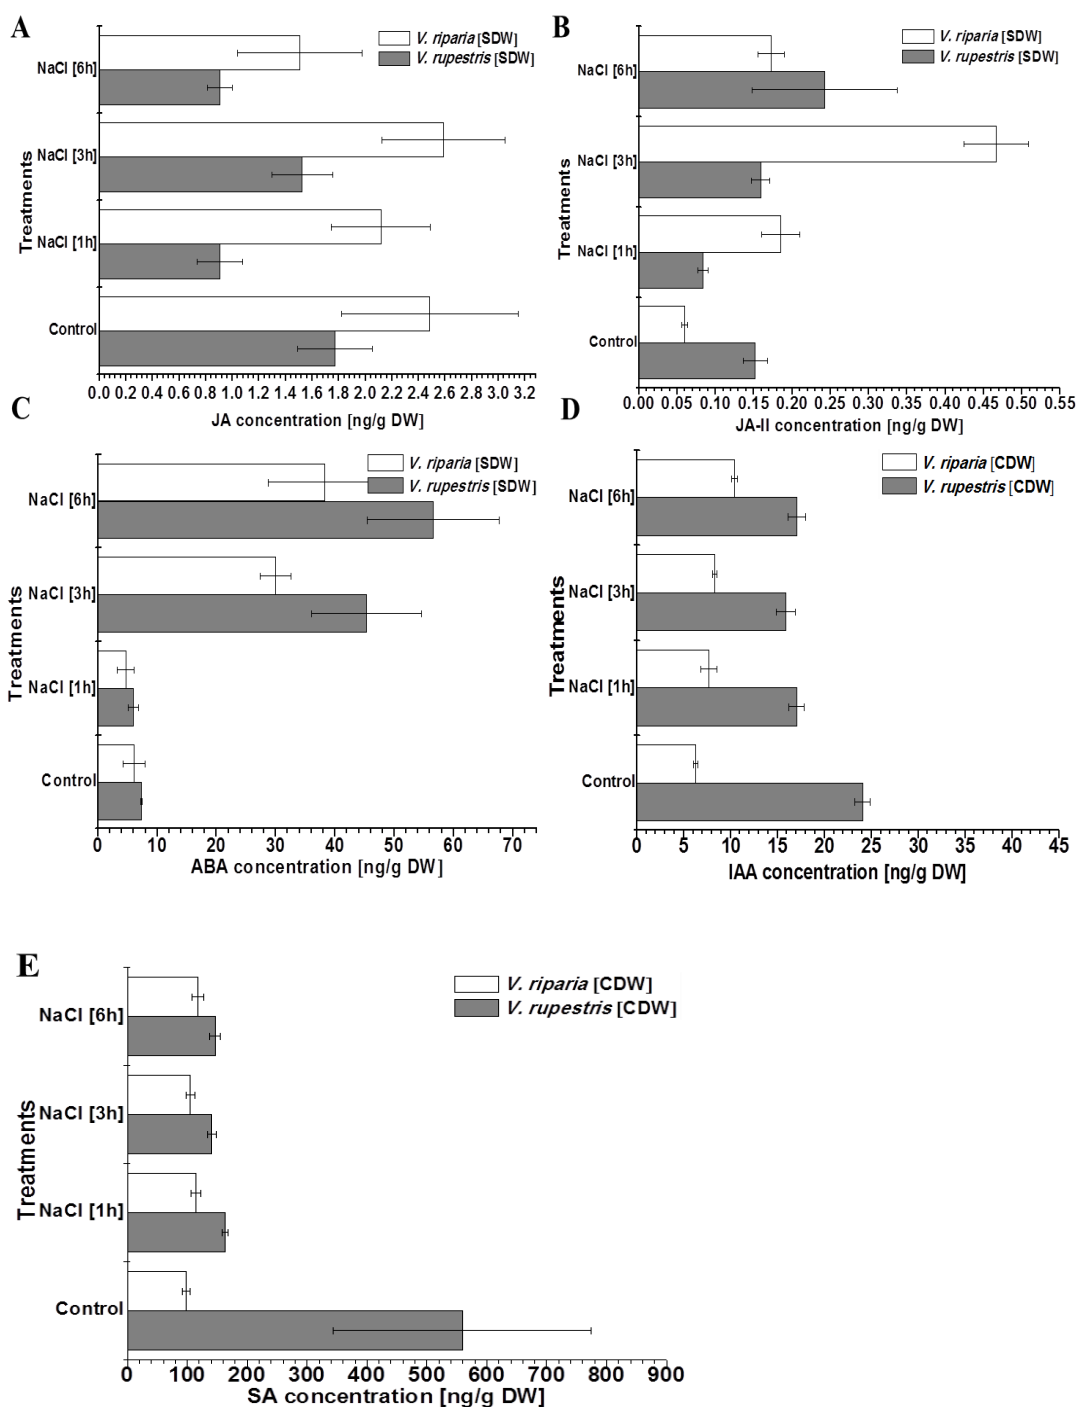 A
V. riparia [SDW]
V. rupestris [SDW]
NaCl [6h]
NaCl [3h]
NaCl [1h]
Control
Treatments
0.0 0.2 0.4 0.6 0.8 1.0 1.2 1.4 1.6 1.8 2.0 2.2 2.4 2.6 2.8 3.0 3.2
JA concentration [ng/g DW]
B
V. riparia [SDW]
V. rupestris [SDW]
NaCl [6h]
NaCl [3h]
NaCl [1h]
Control
Treatments
0.00 0.05 0.10 0.15 0.20 0.25 0.30 0.35 0.40 0.45 0.50 0.55
JA-II concentration [ng/g DW]
C
V. riparia [SDW]
V. rupestris [SDW]
NaCl [6h]
NaCl [3h]
NaCl [1h]
Control
Treatments
0 10 20 30 40 50 60 70
ABA concentration [ng/g DW]
D
V. riparia [CDW]
V. rupestris [CDW]
NaCl [6h]
NaCl [3h]
NaCl [1h]
Control
Treatments
0 5 10 15 20 25 30 35 40 45
IAA concentration [ng/g DW]
E
V. riparia [CDW]
V. rupestris [CDW]
NaCl [6h]
NaCl [3h]
NaCl [1h]
Control
Treatments
0 100 200 300 400 500 600 700 800 900
SA concentration [ng/g DW]